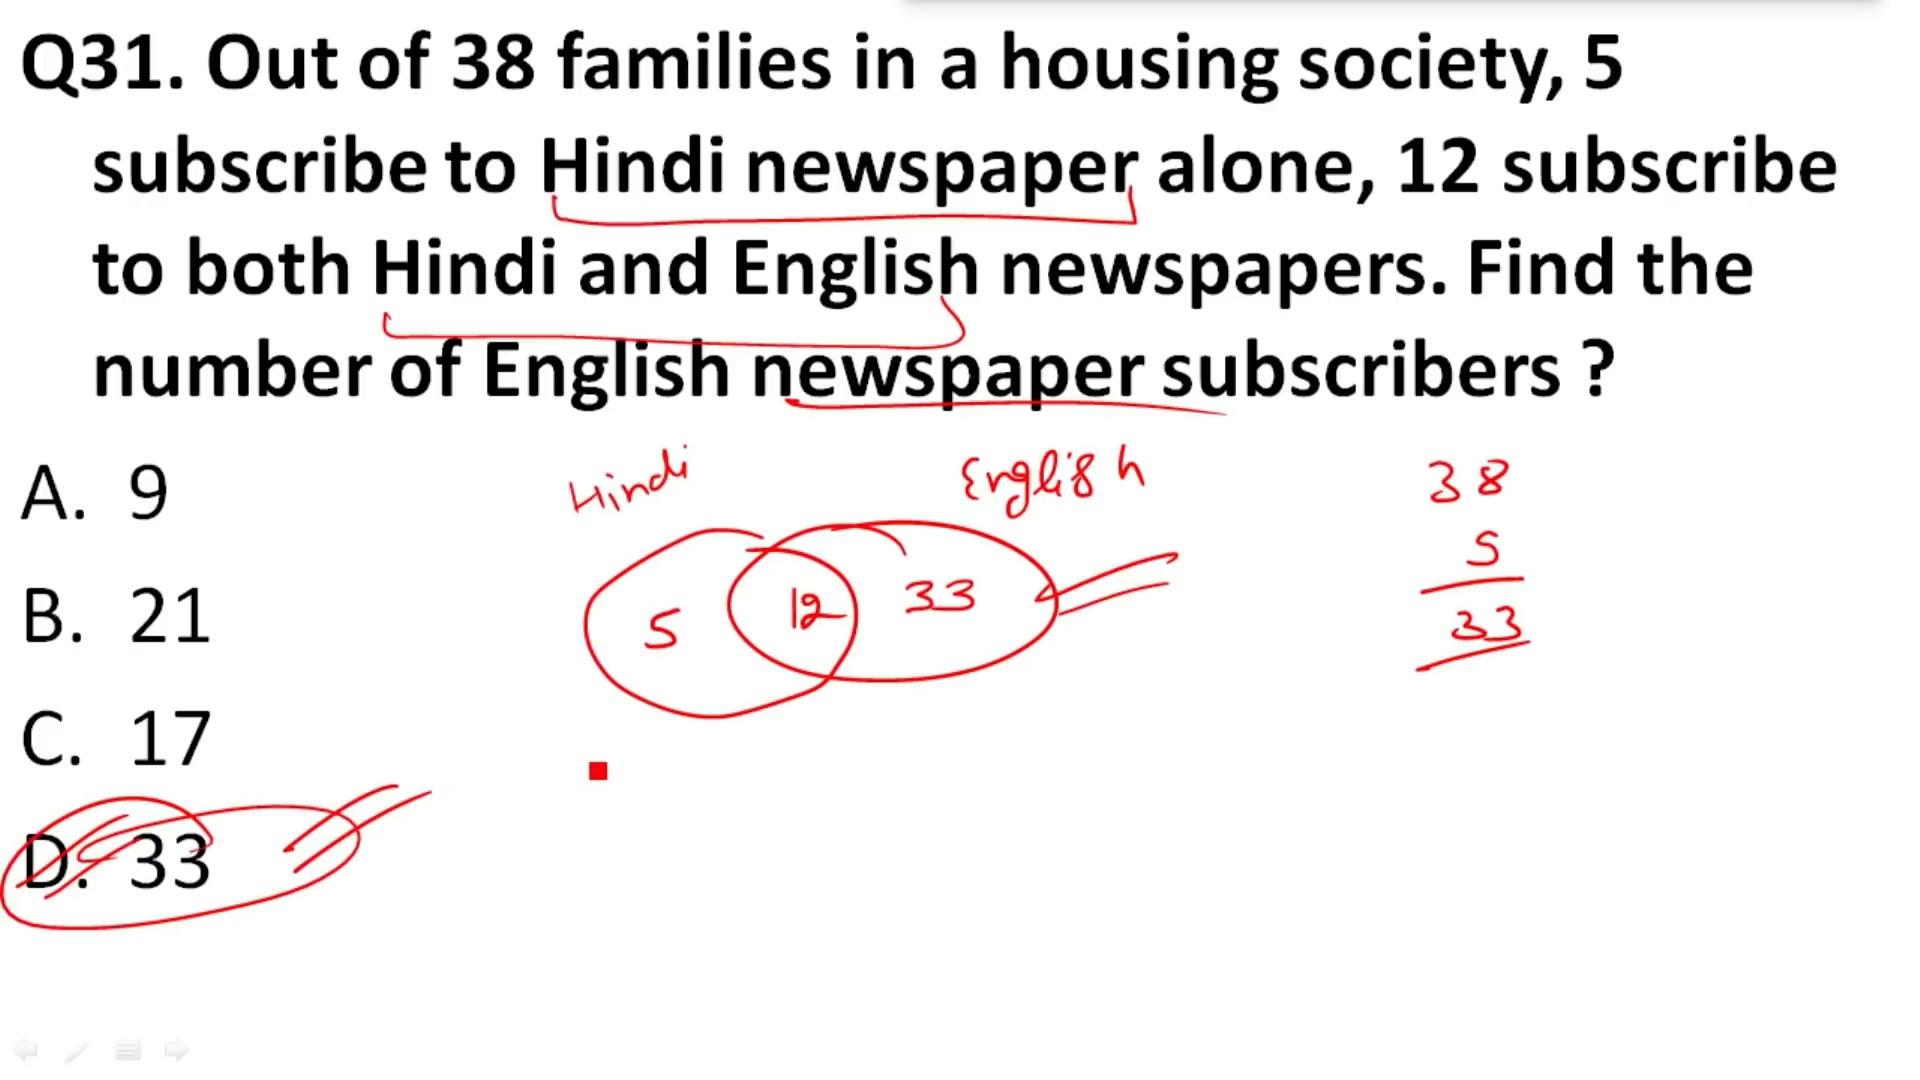 Q31. Out of 38 families in a housing society, 5
subscribe to Hindi newspaper alone, 12 subscribe
to both Hindi and English newspapers. Find the
number of English newspaper subscribers ?
A. 9
B. 21
C. 17
D. 33
Hindi
English
5
12
33
38
5
33